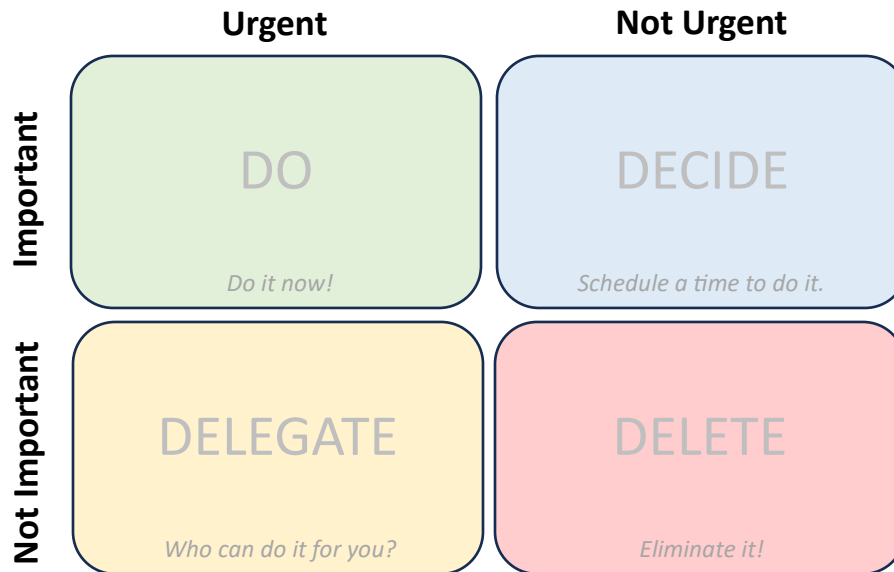 Urgent
Not Urgent
Important
DO
DECIDE
Do it now!
Schedule a time to do it.
Not Important
DELEGATE
DELETE
Who can do it for you?
Eliminate it!